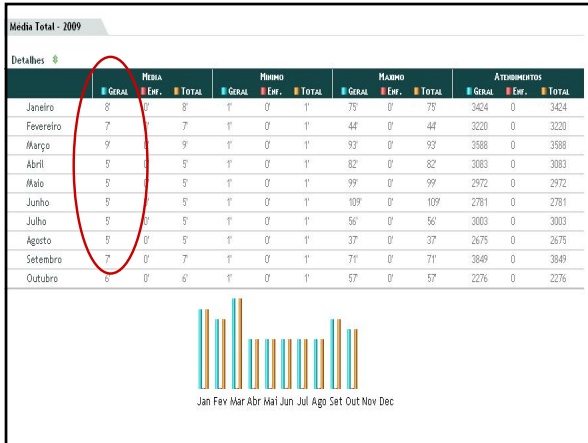 Média Total - 2009
Detalhes
MEDIA MINIMO MAXIMO ATENDIMENTOS
GERAL ENF. TOTAL GERAL ENF. TOTAL GERAL ENF. TOTAL GERAL ENF. TOTAL
Janeiro 8' 0' 8' 1' 0' 1' 75' 0' 75' 3424 0 3424
Fevereiro 7' 7' 1' 0' 1' 44' 0' 44' 3220 0 3220
Março 9' 9' 1' 0' 1' 93' 0' 93' 3588 0 3588
Abril 5' 0' 5' 1' 0' 1' 82' 0' 82' 3083 0 3083
Maio 5' 5' 1' 0' 1' 99' 0' 99' 2972 0 2972
Junho 5' 5' 1' 0' 1' 109' 0' 109' 2781 0 2781
Julho 5' 0' 5' 1' 0' 1' 56' 0' 56' 3003 0 3003
Agosto 5' 0' 5' 1' 0' 1' 37' 0' 37' 2675 0 2675
Setembro 7' 0' 7' 1' 0' 1' 71' 0' 71' 3849 0 3849
Outubro 6' 0' 6' 1' 0' 1' 57' 0' 57' 2276 0 2276
Jan Fev Mar Abr Mai Jun Jul Ago Set Out Nov Dec